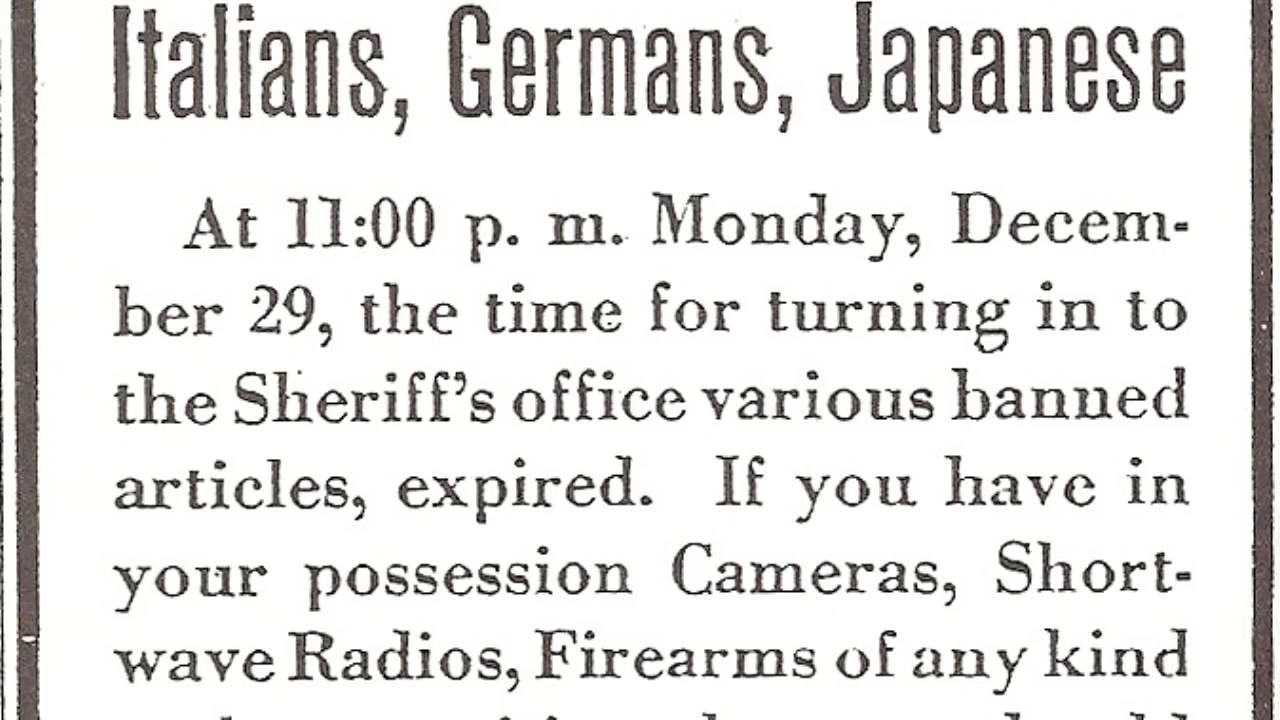 Italians, Germans, Japanese
At 11:00 p. m. Monday, Decem-
ber 29, the time for turning in to
the Sheriff's office various banned
articles, expired. If you have in
your possession Cameras, Short-
wave Radios, Firearms of any kind